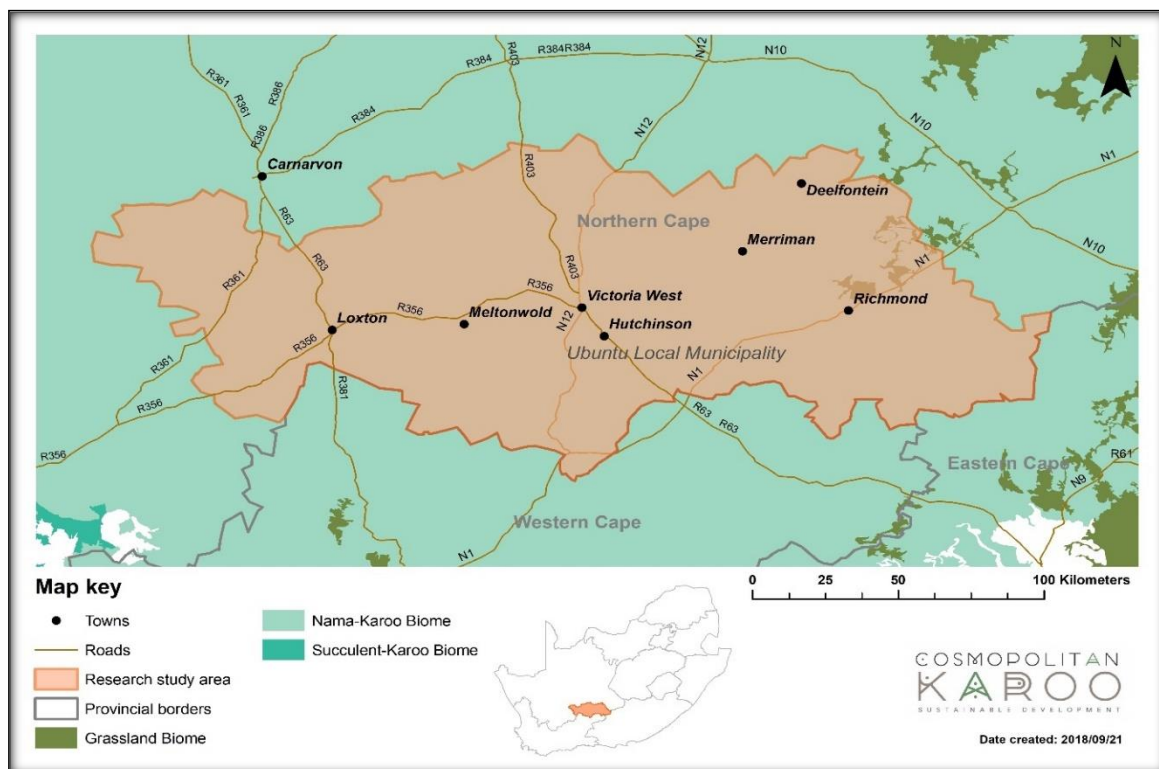 R403
R384R384
N12
N10
N
R361
R386
R384
R361
R386
R384
N12
N10
N1
Carnarvon
R403
Deelfontein
R63
Northern Cape
Merriman
N10
R63
R403
N1
R361
R356
R356
Victoria West
Richmond
Loxton
Meltonwold
N12
Hutchinson
R356
Ubuntu Local Municipality
R361
R381
N1
R356
R63
R63
R356
Eastern Cape
R61
N9
Western Cape
N1
Map key
Towns
Roads
Research study area
Provincial borders
Grassland Biome
Nama-Karoo Biome
Succulent-Karoo Biome
0 25 50 100 Kilometers
COSMOPOLITAN
KAROO
SUSTAINABLE DEVELOPMENT
Date created: 2018/09/21